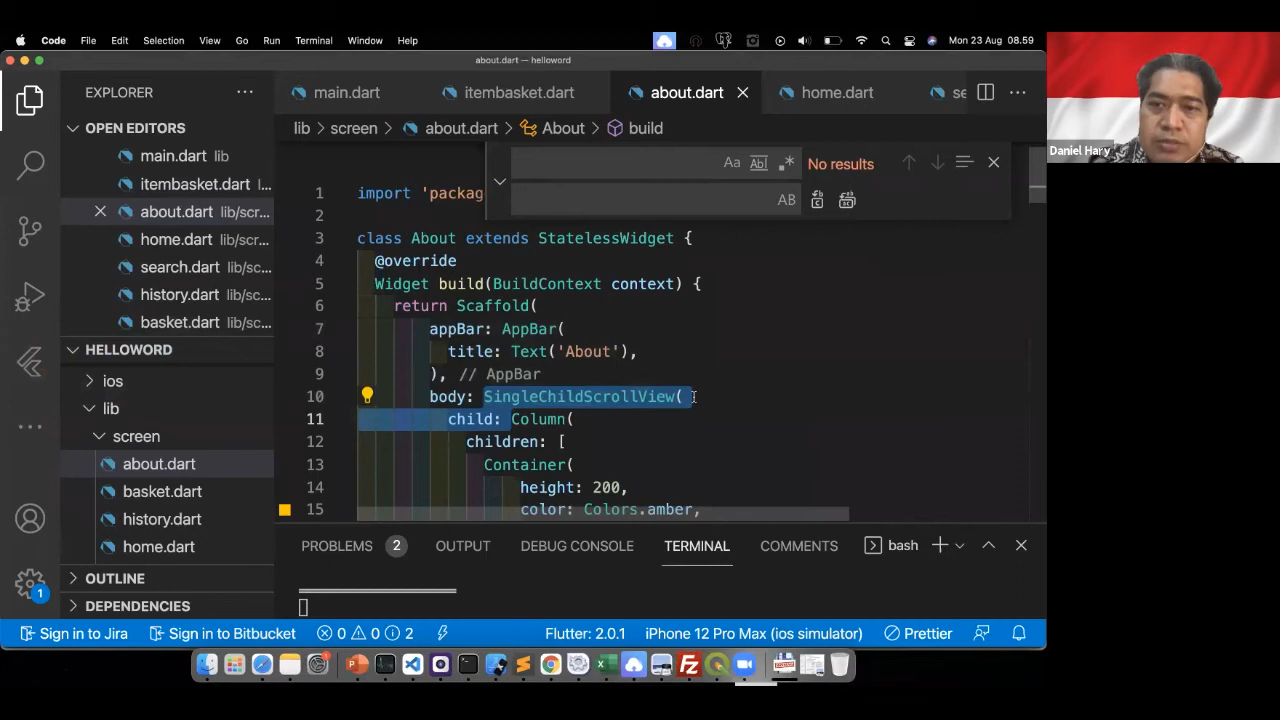 Code File Edit Selection View Go Run Terminal Window Help
Mon 23 Aug 08.59
about.dart — helloword
EXPLORER
main.dart
itembasket.dart
about.dart
home.dart
OPEN EDITORS
lib > screen > about.dart > About > build
main.dart lib
itembasket.dart l...
about.dart lib/scr...
home.dart lib/scr...
search.dart lib/sc...
history.dart lib/sc...
basket.dart lib/sc...
Aa Abl .* No results
AB
HELLOWORD
ios
lib
screen
about.dart
basket.dart
history.dart
home.dart
OUTLINE
DEPENDENCIES
1 import 'packag
2
3 class About extends StatelessWidget {
4 @override
5 Widget build(BuildContext context) {
6 return Scaffold(
7 appBar: AppBar(
8 title: Text('About'),
9 ), // AppBar
10 body: SingleChildScrollView(
11 child: Column(
12 children: [
13 Container(
14 height: 200,
15 color: Colors.amber,
PROBLEMS 2 OUTPUT DEBUG CONSOLE TERMINAL COMMENTS bash
1
Sign in to Jira Sign in to Bitbucket 0 0 2 Flutter: 2.0.1 iPhone 12 Pro Max (ios simulator) Prettier
Daniel Hary